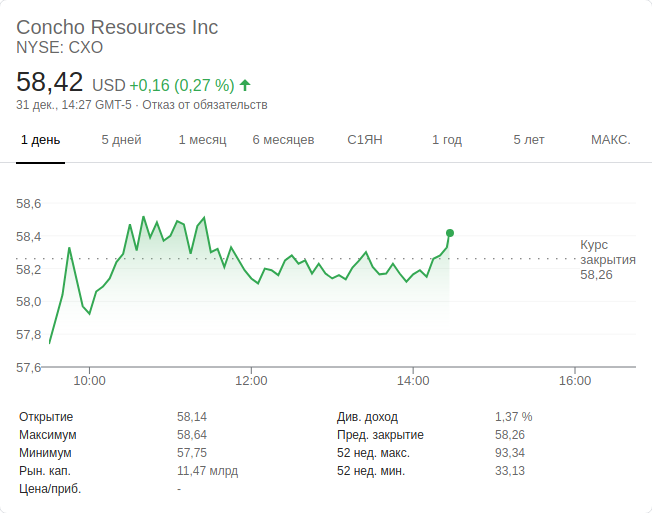 Concho Resources Inc
NYSE: CXO
58,42 USD +0,16 (0,27 %)
31 дек., 14:27 GMT-5 · Отказ от обязательств
1 день 5 дней 1 месяц 6 месяцев С1ЯН 1 год 5 лет МАКС.
58,6
58,4
58,2
58,0
57,8
57,6
Курс
закрытия
58,26
10:00 12:00 14:00 16:00
Открытие 58,14 Див. доход 1,37 %
Максимум 58,64 Пред. закрытие 58,26
Минимум 57,75 52 нед. макс. 93,34
Рын. кап. 11,47 млрд 52 нед. мин. 33,13
Цена/приб. -